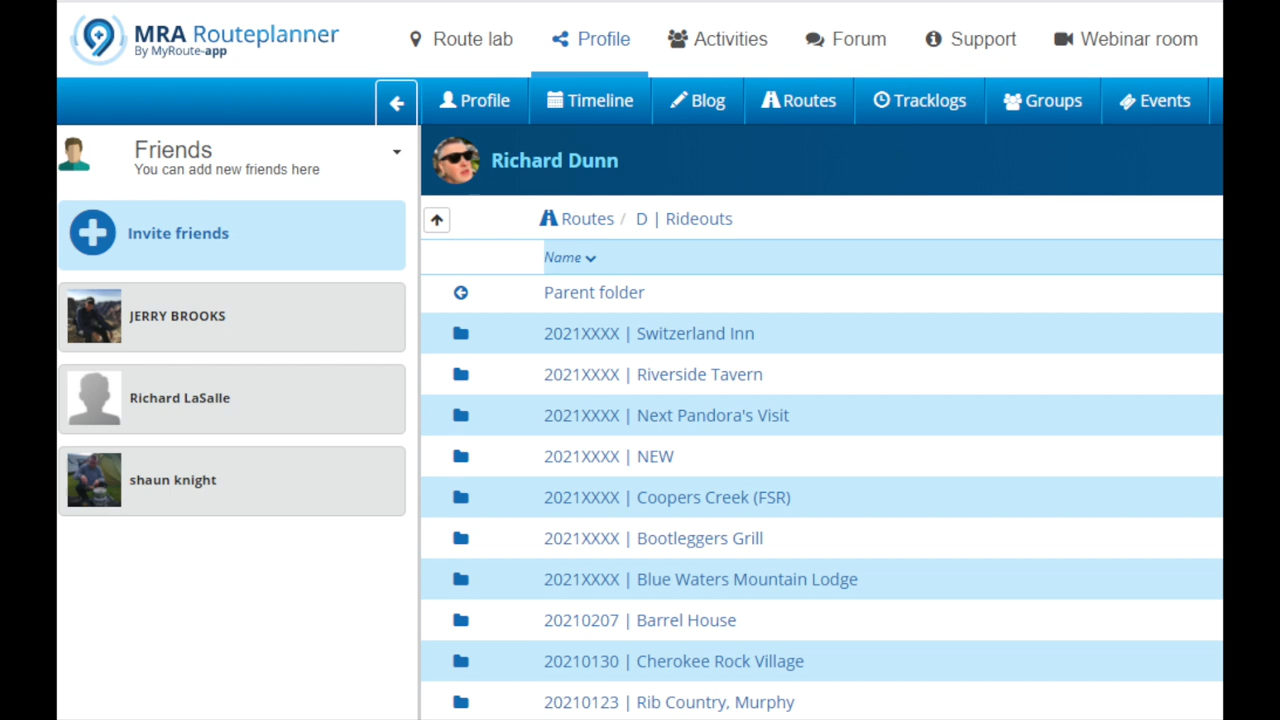 MRA Routeplanner
By MyRoute-app
Route lab Profile Activities Forum Support Webinar room
Profile Timeline Blog Routes Tracklogs Groups Events
Friends
You can add new friends here
Invite friends
JERRY BROOKS
Richard LaSalle
shaun knight
Richard Dunn
Routes / D | Rideouts
Name
Parent folder
2021XXXX | Switzerland Inn
2021XXXX | Riverside Tavern
2021XXXX | Next Pandora's Visit
2021XXXX | NEW
2021XXXX | Coopers Creek (FSR)
2021XXXX | Bootleggers Grill
2021XXXX | Blue Waters Mountain Lodge
20210207 | Barrel House
20210130 | Cherokee Rock Village
20210123 | Rib Country, Murphy